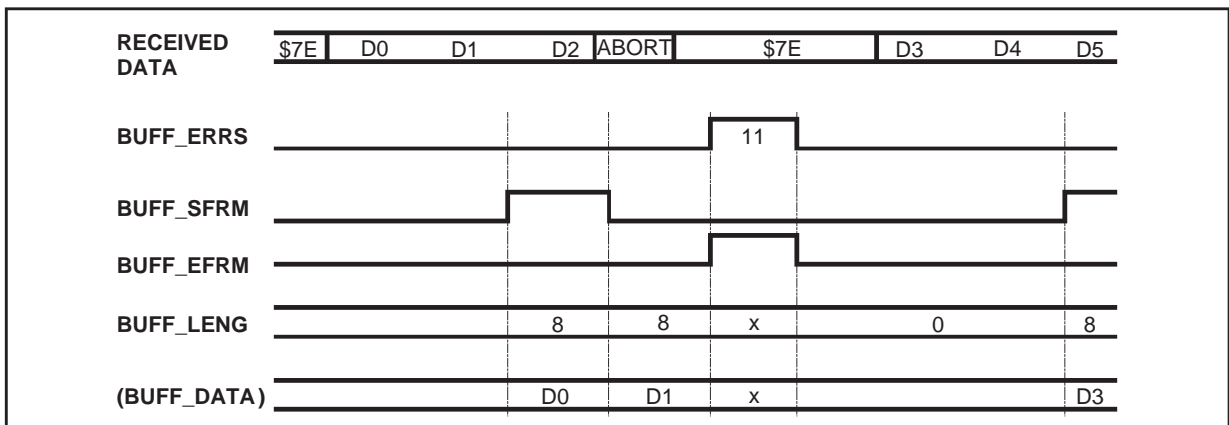 RECEIVED DATA $7E D0 D1 D2 ABORT $7E D3 D4 D5
BUFF_ERRS 11
BUFF_SFRM
BUFF_EFRM
BUFF_LENG 8 8 x 0 8
(BUFF_DATA) D0 D1 x D3